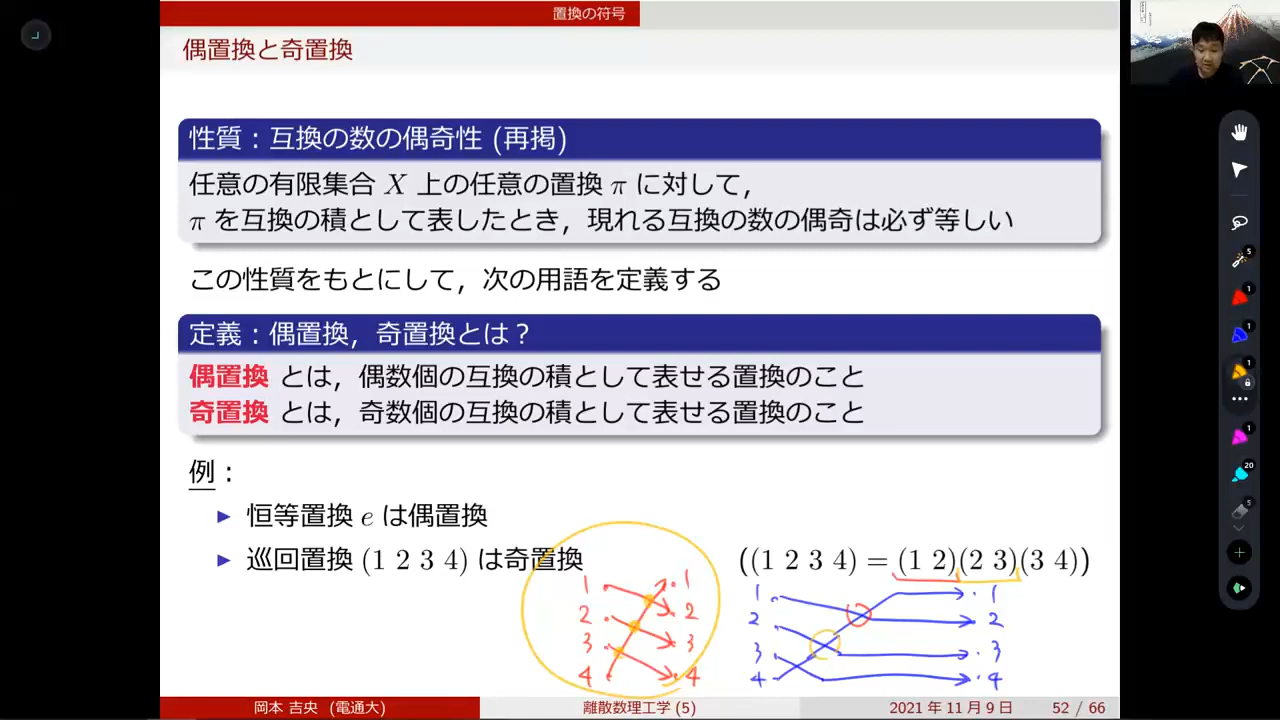 置換の符号
偶置換と奇置換
性質：互換の数の偶奇性 (再掲)
任意の有限集合 X 上の任意の置換 π に対して，
π を互換の積として表したとき，現れる互換の数の偶奇は必ず等しい
この性質をもとにして，次の用語を定義する
定義：偶置換，奇置換とは？
偶置換 とは，偶数個の互換の積として表せる置換のこと
奇置換 とは，奇数個の互換の積として表せる置換のこと
例：
▶ 恒等置換 e は偶置換
▶ 巡回置換 (1 2 3 4) は奇置換 ((1 2 3 4) = (1 2)(2 3)(3 4))
1 1 1 1
2 2 2 2
3 3 3 3
4 4 4 4
岡本 吉央 (電通大) 離散数理工学 (5) 2021 年 11 月 9 日 52 / 66
5
1
1
1
1
20
5